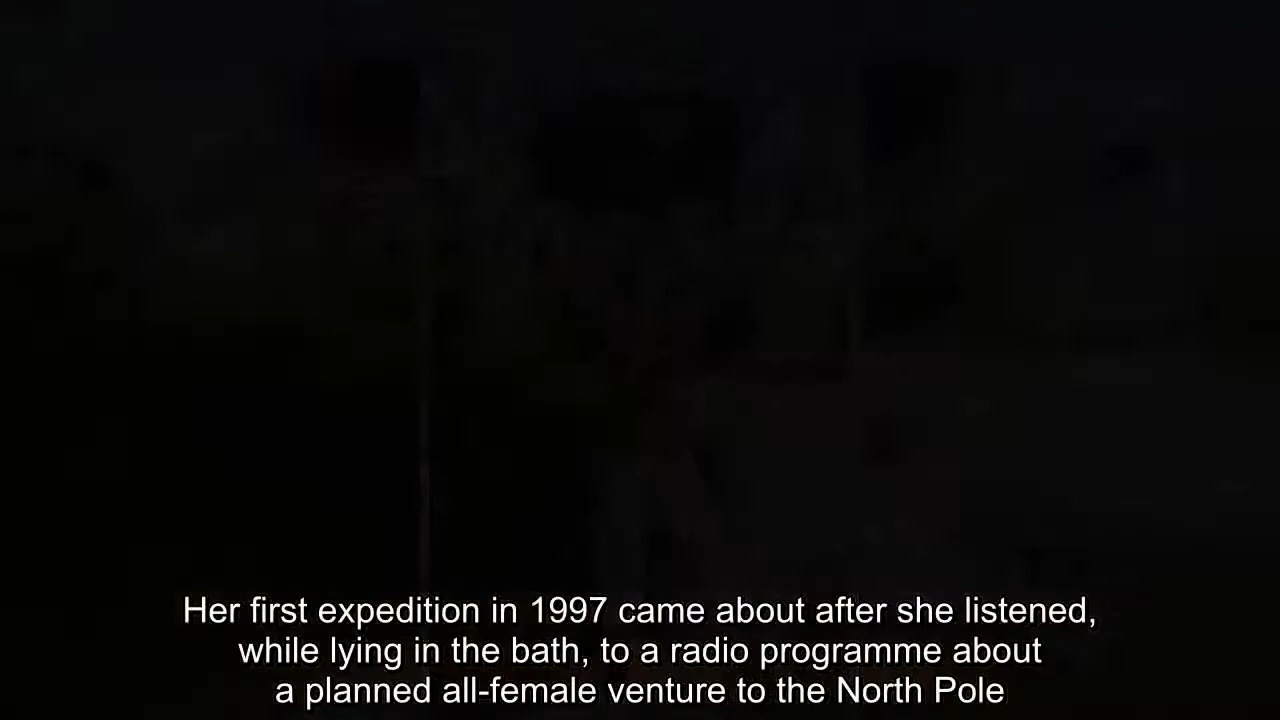 Her first expedition in 1997 came about after she listened,
while lying in the bath, to a radio programme about
a planned all-female venture to the North Pole